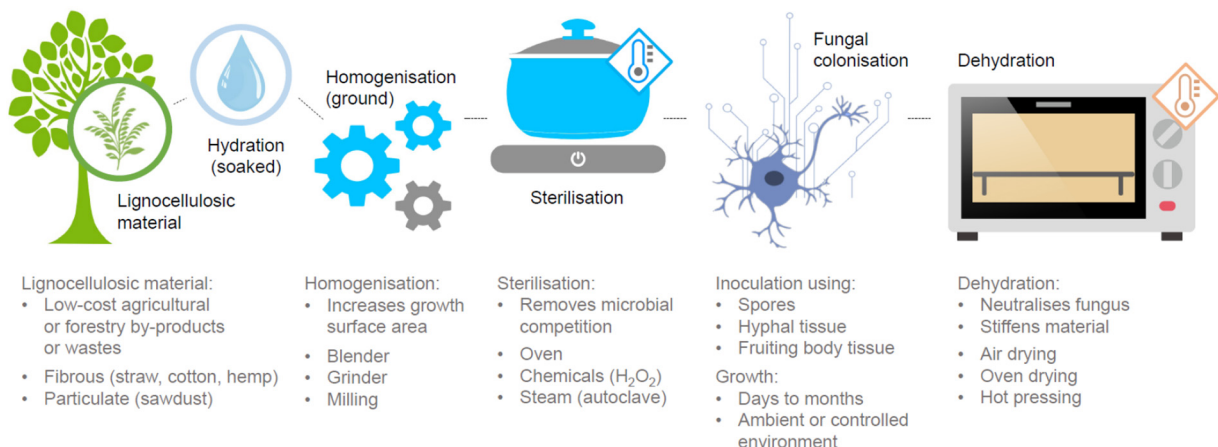 Lignocellulosic
material
Hydration
(soaked)
Homogenisation
(ground)
Sterilisation
Fungal
colonisation
Dehydration
Lignocellulosic material:
• Low-cost agricultural
or forestry by-products
or wastes
• Fibrous (straw, cotton, hemp)
• Particulate (sawdust)
Homogenisation:
• Increases growth
surface area
• Blender
• Grinder
• Milling
Sterilisation:
• Removes microbial
competition
• Oven
• Chemicals (H₂O₂)
• Steam (autoclave)
Inoculation using:
• Spores
• Hyphal tissue
• Fruiting body tissue
Growth:
• Days to months
• Ambient or controlled
environment
Dehydration:
• Neutralises fungus
• Stiffens material
• Air drying
• Oven drying
• Hot pressing